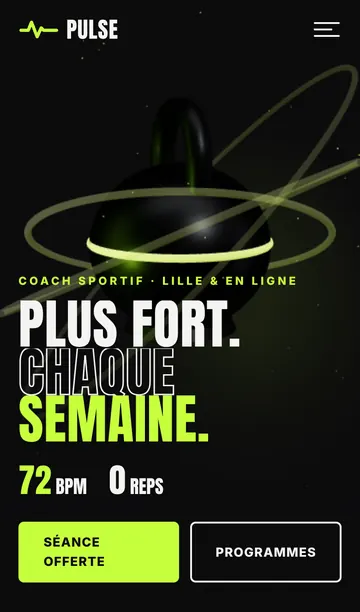 PULSE
COACH SPORTIF · LILLE & EN LIGNE
PLUS FORT.
CHAQUE
SEMAINE.
72 BPM 0 REPS
SÉANCE
OFFERTE
PROGRAMMES